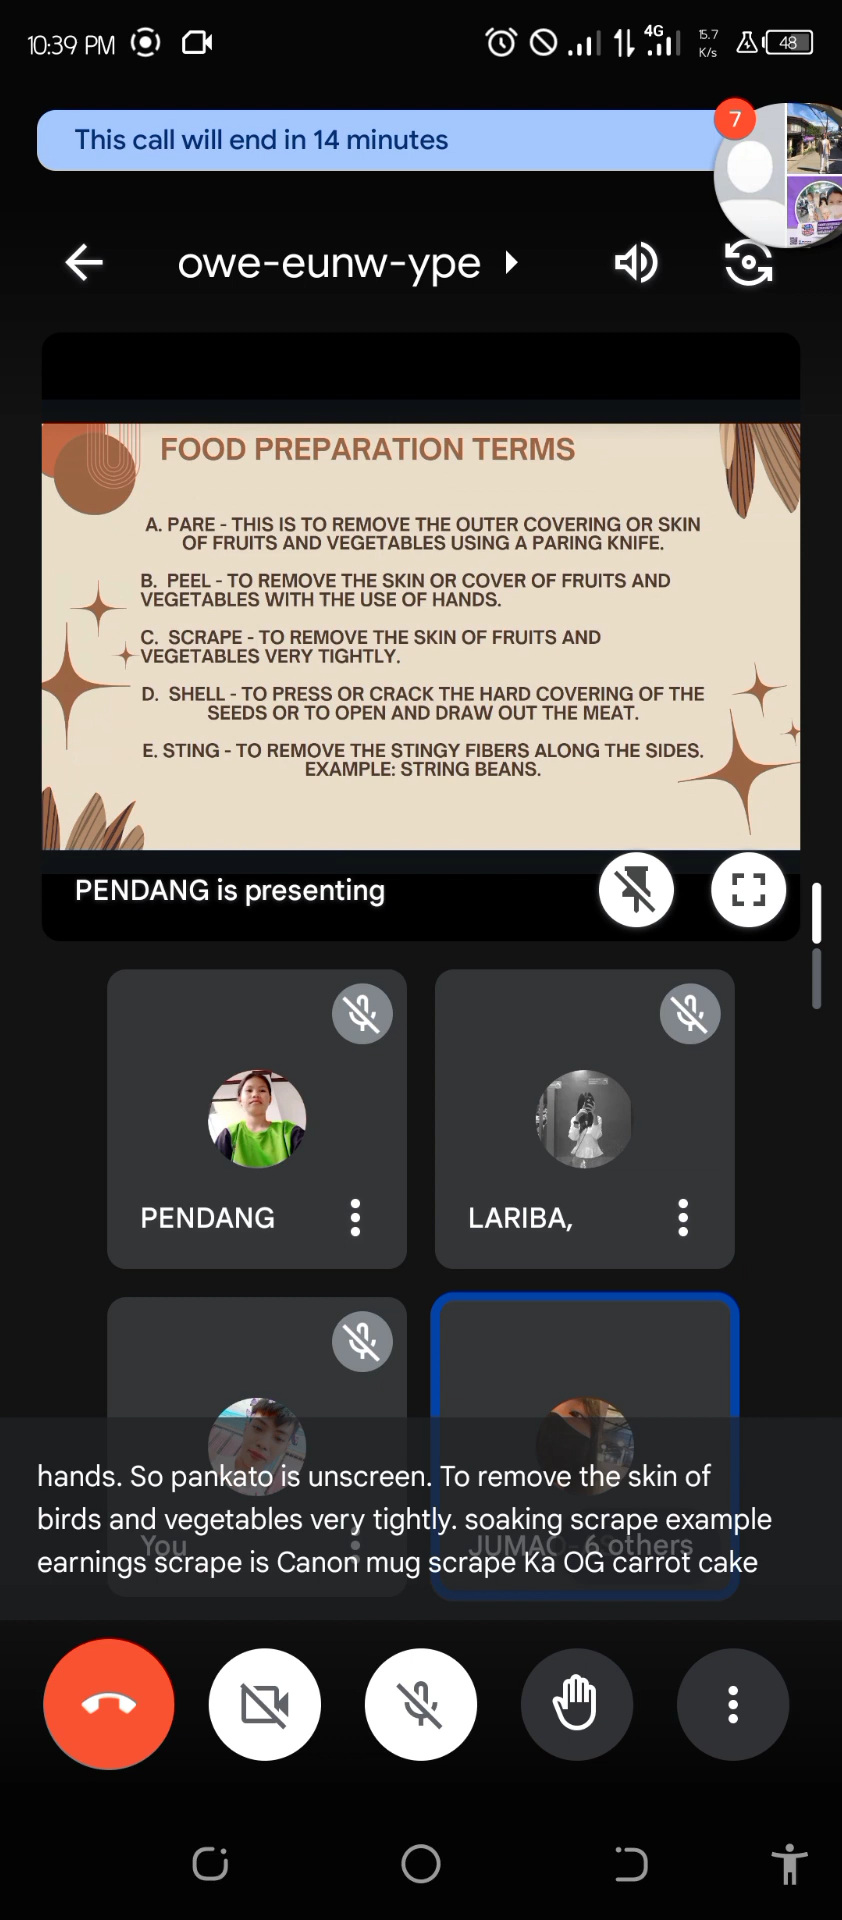 10:39 PM
4G
15.7
K/s
48
This call will end in 14 minutes
7
owe-eunw-ype
FOOD PREPARATION TERMS
A. PARE - THIS IS TO REMOVE THE OUTER COVERING OR SKIN
OF FRUITS AND VEGETABLES USING A PARING KNIFE.
B. PEEL - TO REMOVE THE SKIN OR COVER OF FRUITS AND
VEGETABLES WITH THE USE OF HANDS.
C. SCRAPE - TO REMOVE THE SKIN OF FRUITS AND
VEGETABLES VERY TIGHTLY.
D. SHELL - TO PRESS OR CRACK THE HARD COVERING OF THE
SEEDS OR TO OPEN AND DRAW OUT THE MEAT.
E. STING - TO REMOVE THE STINGY FIBERS ALONG THE SIDES.
EXAMPLE: STRING BEANS.
PENDANG is presenting
PENDANG
LARIBA,
hands. So pankato is unscreen. To remove the skin of
birds and vegetables very tightly. soaking scrape example
You
6 others
earnings scrape is Canon mug scrape Ka OG carrot cake